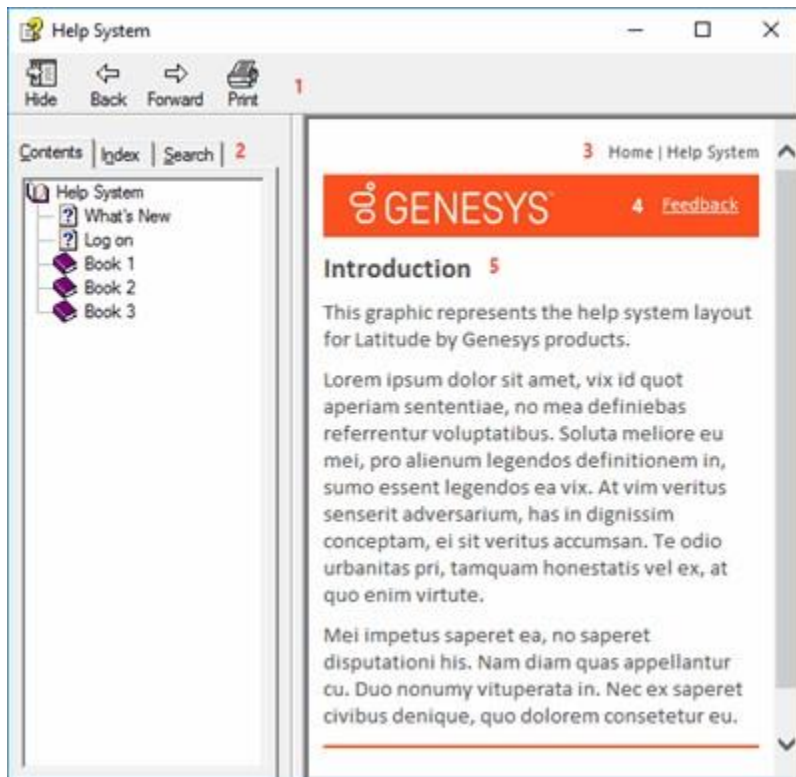 Help System
Hide Back Forward Print 1
Contents Index Search 2
Help System
What's New
Log on
Book 1
Book 2
Book 3
3 Home | Help System
GENESYS™ 4 Feedback
Introduction 5
This graphic represents the help system layout
for Latitude by Genesys products.
Lorem ipsum dolor sit amet, vix id quot
aperiam sententiae, no mea definiebas
referrentur voluptatibus. Soluta meliore eu
mei, pro alienum legendos definitionem in,
sumo essent legendos ea vix. At vim veritus
senserit adversarium, has in dignissim
conceptam, ei sit veritus accumsan. Te odio
urbanitas pri, tamquam honestatis vel ex, at
quo enim virtute.
Mei impetus saperet ea, no saperet
disputationi his. Nam diam quas appellantur
cu. Duo nonumy vituperata in. Nec ex saperet
civibus denique, quo dolorem consetetur eu.